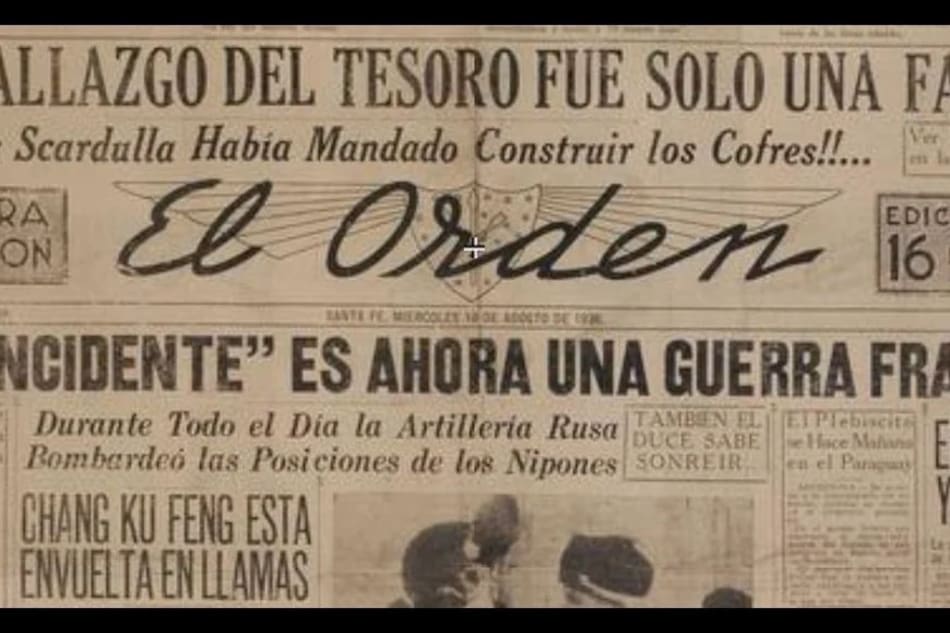 ALLAZGO DEL TESORO FUE SOLO UNA FA
Scardulla Había Mandado Construir los Cofres!!...
Ver
en l
RA
ON
El Orden
EDIC
16
SANTA FE, MIERCOLES 10 DE AGOSTO DE 1938
NCIDENTE” ES AHORA UNA GUERRA FRA
Durante Todo el Día la Artillería Rusa
Bombardeó las Posiciones de los Nipones
TAMBIEN EL
DUCE SABE
SONREIR..
El Plebiscito
se Hace Mañana
en el Paraguay
CHANG KU FENG ESTA
ENVUELTA EN LLAMAS